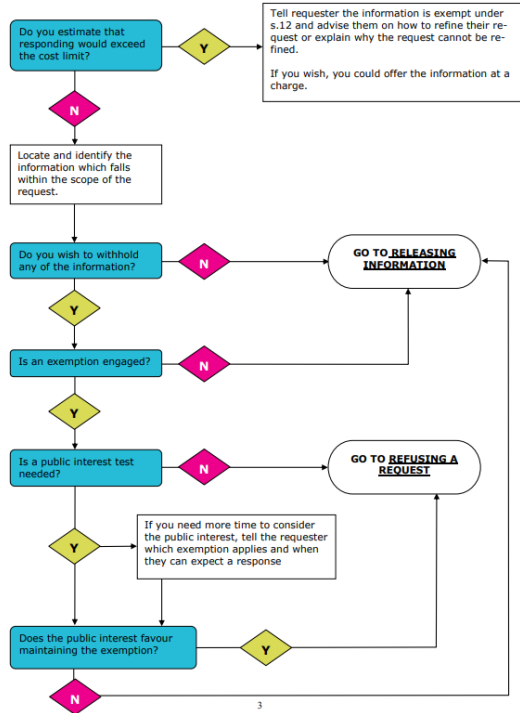 Do you estimate that
responding would exceed
the cost limit?
Y
Tell requester the information is exempt under
s.12 and advise them on how to refine their re-
quest or explain why the request cannot be re-
fined.
If you wish, you could offer the information at a
charge.
N
Locate and identify the
information which falls
within the scope of the
request.
Do you wish to withhold
any of the information?
N
GO TO RELEASING
INFORMATION
Y
Is an exemption engaged?
N
Y
Is a public interest test
needed?
N
GO TO REFUSING A
REQUEST
Y
If you need more time to consider
the public interest, tell the requester
which exemption applies and when
they can expect a response
Does the public interest favour
maintaining the exemption?
Y
N
3